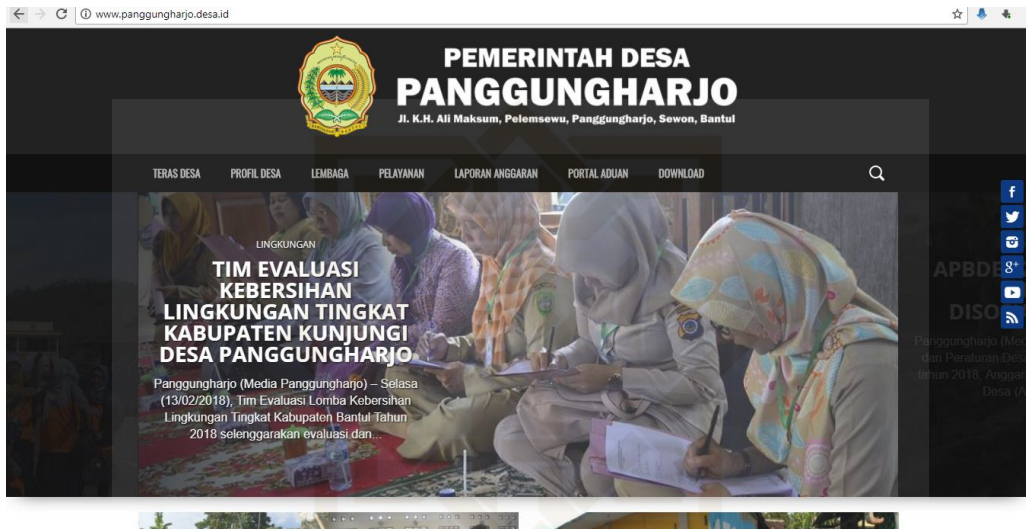 www.panggungharjo.desa.id
PEMERINTAH DESA
PANGGUNGHARJO
Jl. K.H. Ali Maksum, Pelemsewu, Panggungharjo, Sewon, Bantul
TERAS DESA PROFIL DESA LEMBAGA PELAYANAN LAPORAN ANGGARAN PORTAL ADUAN DOWNLOAD
LINGKUNGAN
TIM EVALUASI
KEBERSIHAN
LINGKUNGAN TINGKAT
KABUPATEN KUNJUNGI
DESA PANGGUNGHARJO
Panggungharjo (Media Panggungharjo) – Selasa
(13/02/2018), Tim Evaluasi Lomba Kebersihan
Lingkungan Tingkat Kabupaten Bantul Tahun
2018 selenggarakan evaluasi dan...
APBDE
DISO
Panggungharjo (Med
dan Peraturan Desa
tahun 2018, Anggar
Desa (A